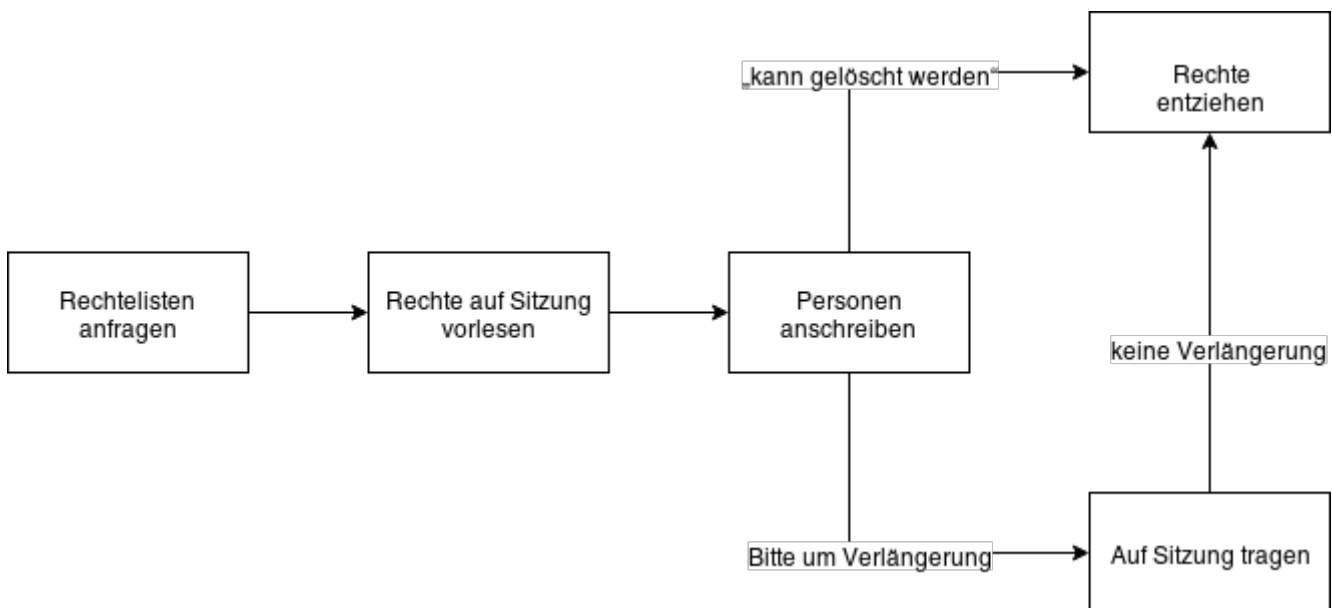 „kann gelöscht werden“
Rechte
entziehen
Rechtelisten
anfragen
Rechte auf Sitzung
vorlesen
Personen
anschreiben
keine Verlängerung
Bitte um Verlängerung
Auf Sitzung tragen